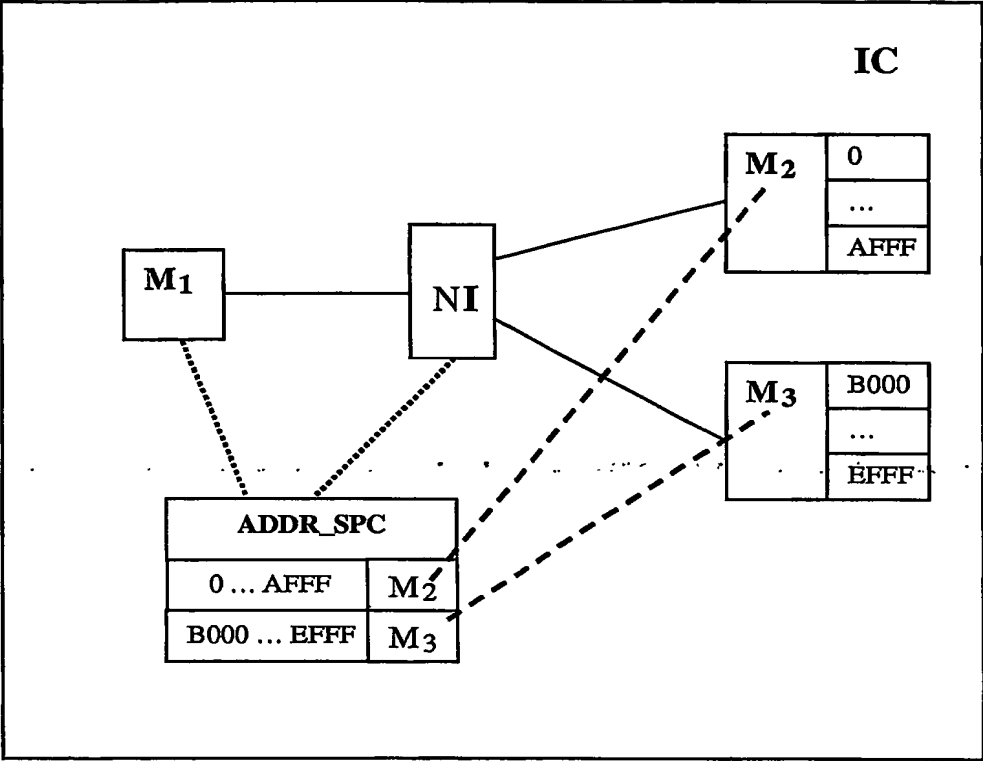 IC
M2
0
...
AFFF
M1
NI
M3
B000
...
EFFF
ADDR_SPC
0 ... AFFF M2
B000 ... EFFF M3